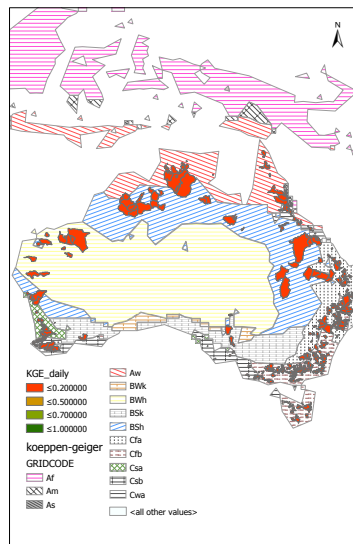 N
KGE_daily
≤0.200000
≤0.500000
≤0.700000
≤1.000000
koeppen-geiger
GRIDCODE
Af
Am
As
Aw
BWk
BWh
BSk
BSh
Cfa
Cfb
Csa
Csb
Cwa
<all other values>